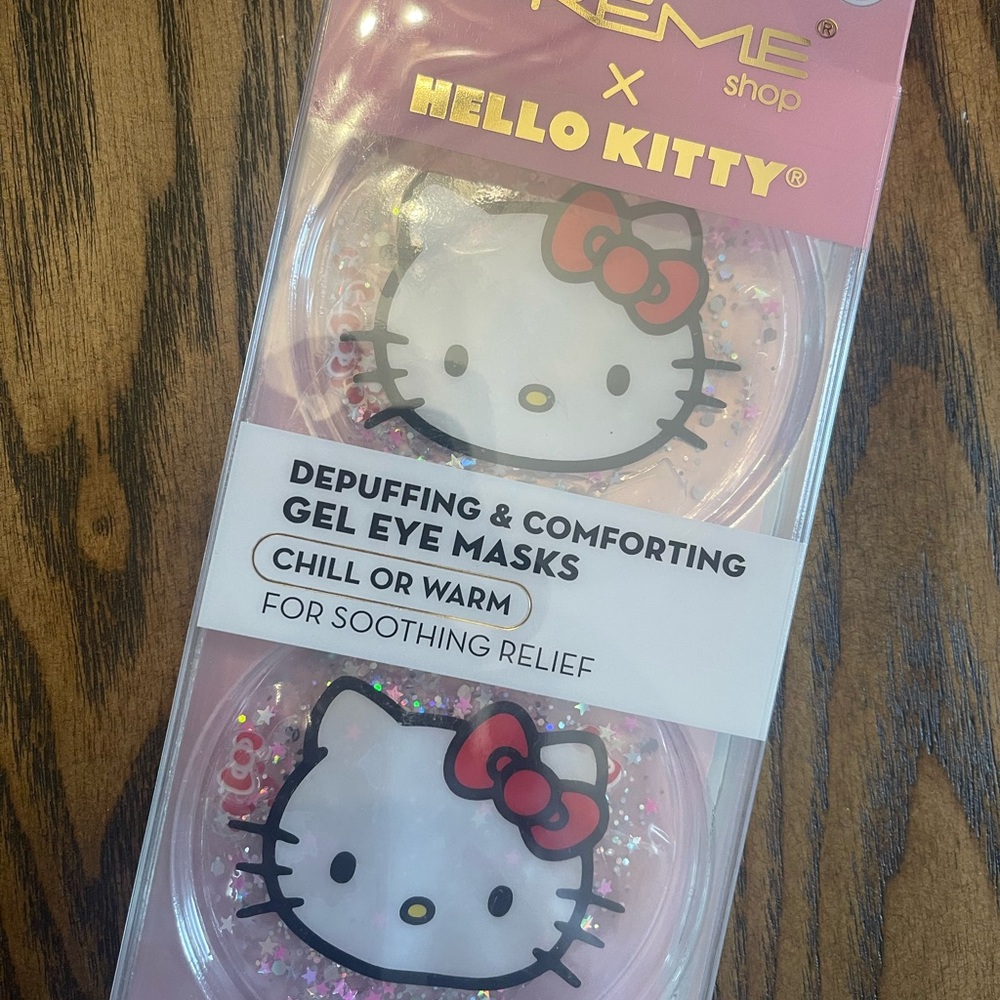 shop
X
HELLO KITTY®
DEPUFFING & COMFORTING
GEL EYE MASKS
CHILL OR WARM
FOR SOOTHING RELIEF